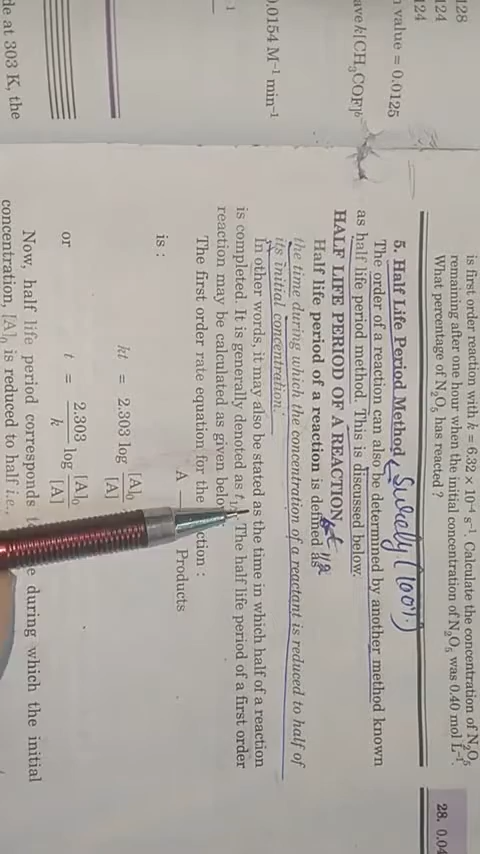 128
124
124
n value = 0.0125
ave k[CH₃COF]ᵇ
0.0154 M⁻¹ min⁻¹
de at 303 K, the
is first order reaction with k = 6.32 × 10⁻⁴ s⁻¹. Calculate the concentration of N₂O₅
remaining after one hour when the initial concentration of N₂O₅ was 0.40 mol L⁻¹.
What percentage of N₂O₅ has reacted ?
28. 0.04
5. Half Life Period Method Surely (100%)
The order of a reaction can also be determined by another method known
as half life period method. This is discussed below.
HALF LIFE PERIOD OF A REACTION
Half life period of a reaction is defined as
the time during which the concentration of a reactant is reduced to half of
its initial concentration.
In other words, it may also be stated as the time in which half of a reaction
is completed. It is generally denoted as The half life period of a first order
reaction may be calculated as given
The first order rate equation for the
A Products
is :
kt = 2.303 log [A]₀/[A]
or t = 2.303/k log [A]₀/[A]
Now, half life period corresponds during which the initial
concentration, [A]₀ is reduced to half i.e.,